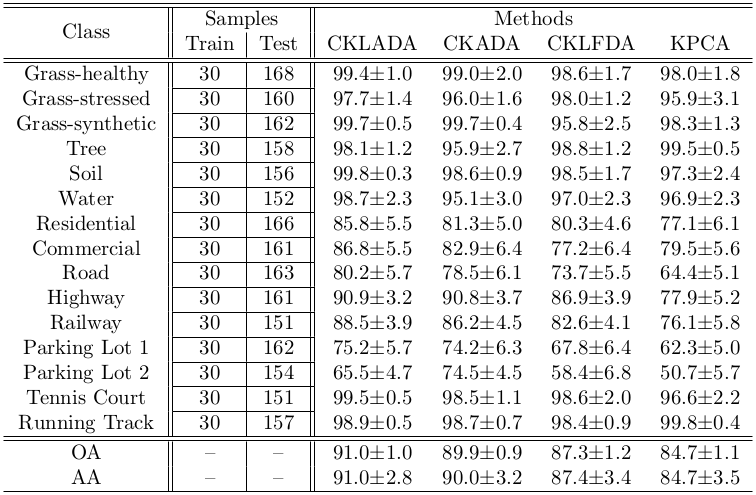 Class Samples Methods
Train Test CKLADA CKADA CKLFDA KPCA
Grass-healthy 30 168 99.4±1.0 99.0±2.0 98.6±1.7 98.0±1.8
Grass-stressed 30 160 97.7±1.4 96.0±1.6 98.0±1.2 95.9±3.1
Grass-synthetic 30 162 99.7±0.5 99.7±0.4 95.8±2.5 98.3±1.3
Tree 30 158 98.1±1.2 95.9±2.7 98.8±1.2 99.5±0.5
Soil 30 156 99.8±0.3 98.6±0.9 98.5±1.7 97.3±2.4
Water 30 152 98.7±2.3 95.1±3.0 97.0±2.3 96.9±2.3
Residential 30 166 85.8±5.5 81.3±5.0 80.3±4.6 77.1±6.1
Commercial 30 161 86.8±5.5 82.9±6.4 77.2±6.4 79.5±5.6
Road 30 163 80.2±5.7 78.5±6.1 73.7±5.5 64.4±5.1
Highway 30 161 90.9±3.2 90.8±3.7 86.9±3.9 77.9±5.2
Railway 30 151 88.5±3.9 86.2±4.5 82.6±4.1 76.1±5.8
Parking Lot 1 30 162 75.2±5.7 74.2±6.3 67.8±6.4 62.3±5.0
Parking Lot 2 30 154 65.5±4.7 74.5±4.5 58.4±6.8 50.7±5.7
Tennis Court 30 151 99.5±0.5 98.5±1.1 98.6±2.0 96.6±2.2
Running Track 30 157 98.9±0.5 98.7±0.7 98.4±0.9 99.8±0.4
OA – – 91.0±1.0 89.9±0.9 87.3±1.2 84.7±1.1
AA – – 91.0±2.8 90.0±3.2 87.4±3.4 84.7±3.5